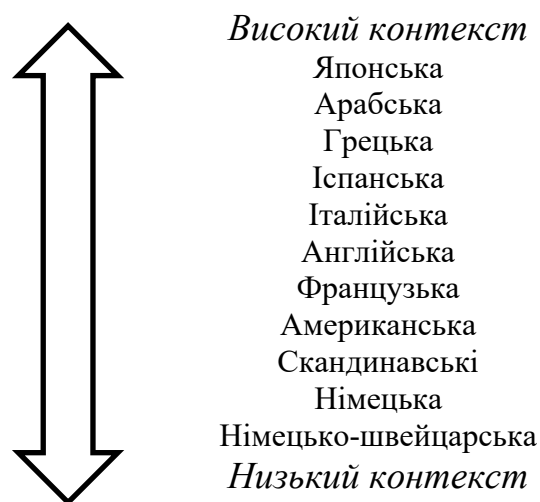 Високий контекст
Японська
Арабська
Грецька
Іспанська
Італійська
Англійська
Французька
Американська
Скандинавські
Німецька
Німецько-швейцарська
Низький контекст